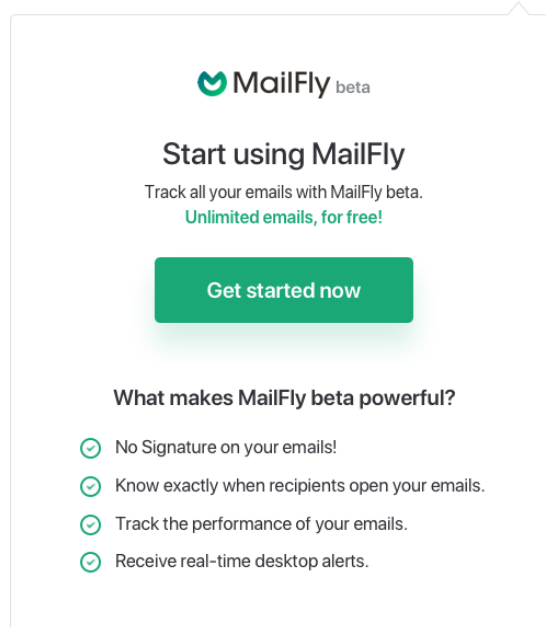 MailFly beta
Start using MailFly
Track all your emails with MailFly beta.
Unlimited emails, for free!
Get started now
What makes MailFly beta powerful?
No Signature on your emails!
Know exactly when recipients open your emails.
Track the performance of your emails.
Receive real-time desktop alerts.